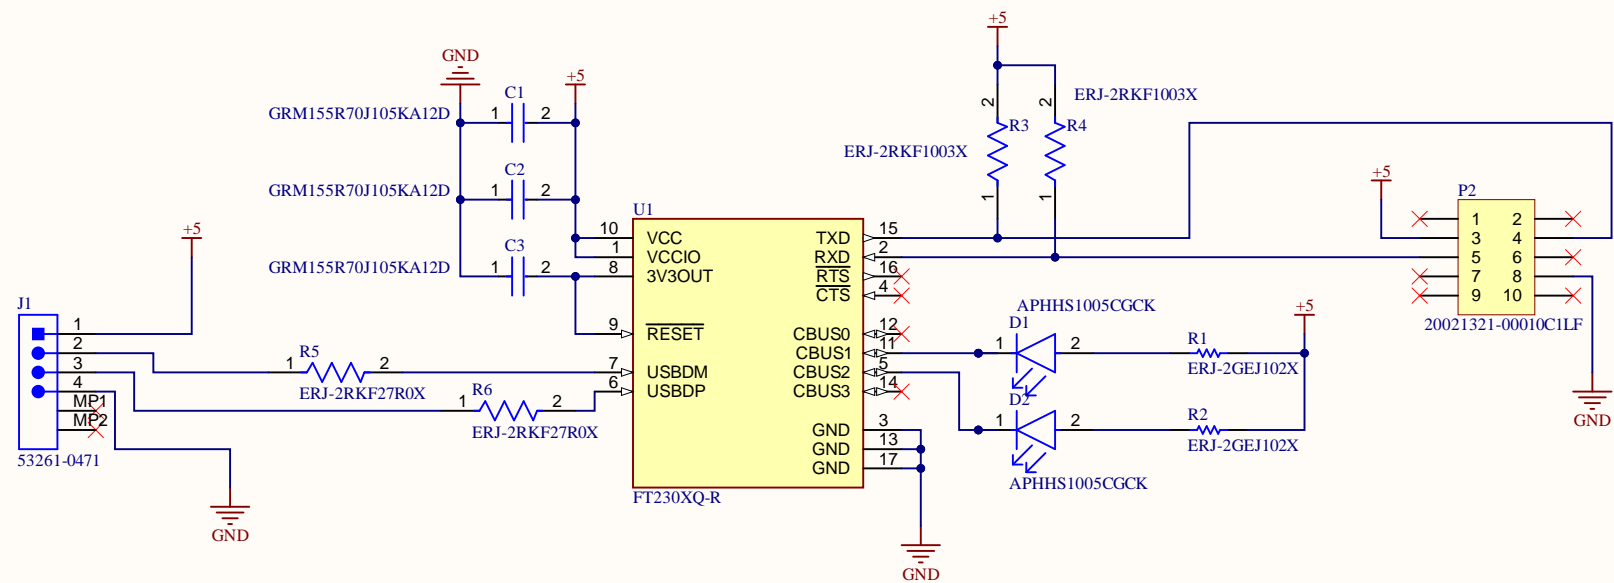 +5
GND
+5
C1
GRM155R70J105KA12D
1 2
C2
GRM155R70J105KA12D
1 2
C3
GRM155R70J105KA12D
1 2
+5
J1
1
2
3
4
MP1
MP2
53261-0471
GND
R5
1 2
ERJ-2RKF27R0X
R6
1 2
ERJ-2RKF27R0X
U1
10 VCC
1 VCCIO
8 3V3OUT
9 RESET
7 USBDM
6 USBDP
TXD 15
RXD 2
RTS 16
CTS 4
CBUS0 12
CBUS1 11
CBUS2 5
CBUS3 14
GND 3
GND 13
GND 17
FT230XQ-R
GND
2 2
ERJ-2RKF1003X
R3 R4
ERJ-2RKF1003X
1 1
APHHS1005CGCK
D1
1 2
R1
ERJ-2GEJ102X
+5
D2
1 2
R2
ERJ-2GEJ102X
APHHS1005CGCK
+5
P2
1 2
3 4
5 6
7 8
9 10
20021321-00010C1LF
GND